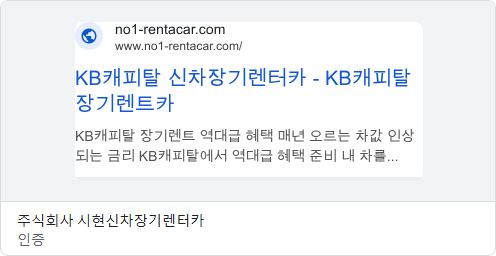 no1-rentacar.com
www.no1-rentacar.com/
KB캐피탈 신차장기렌터카 - KB캐피탈
장기렌트카
KB캐피탈 장기렌트 역대급 혜택 매년 오르는 차값 인상
되는 금리 KB캐피탈에서 역대급 혜택 준비 내 차를...
주식회사 시현신차장기렌터카
인증